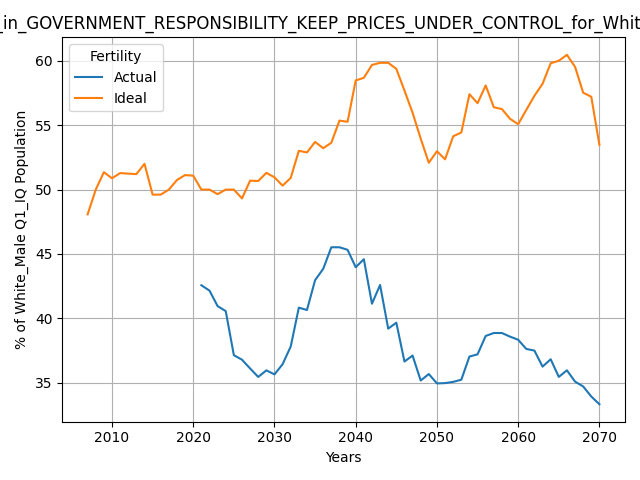 _in_GOVERNMENT_RESPONSIBILITY_KEEP_PRICES_UNDER_CONTROL_for_Whit
Fertility
Actual
Ideal
% of White_Male Q1_IQ Population
60
55
50
45
40
35
2010 2020 2030 2040 2050 2060 2070
Years